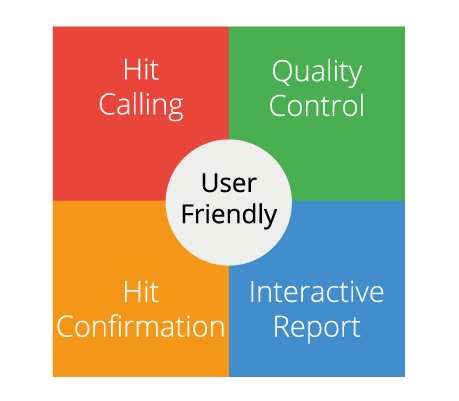 Hit
Calling
Quality
Control
User
Friendly
Hit
Confirmation
Interactive
Report